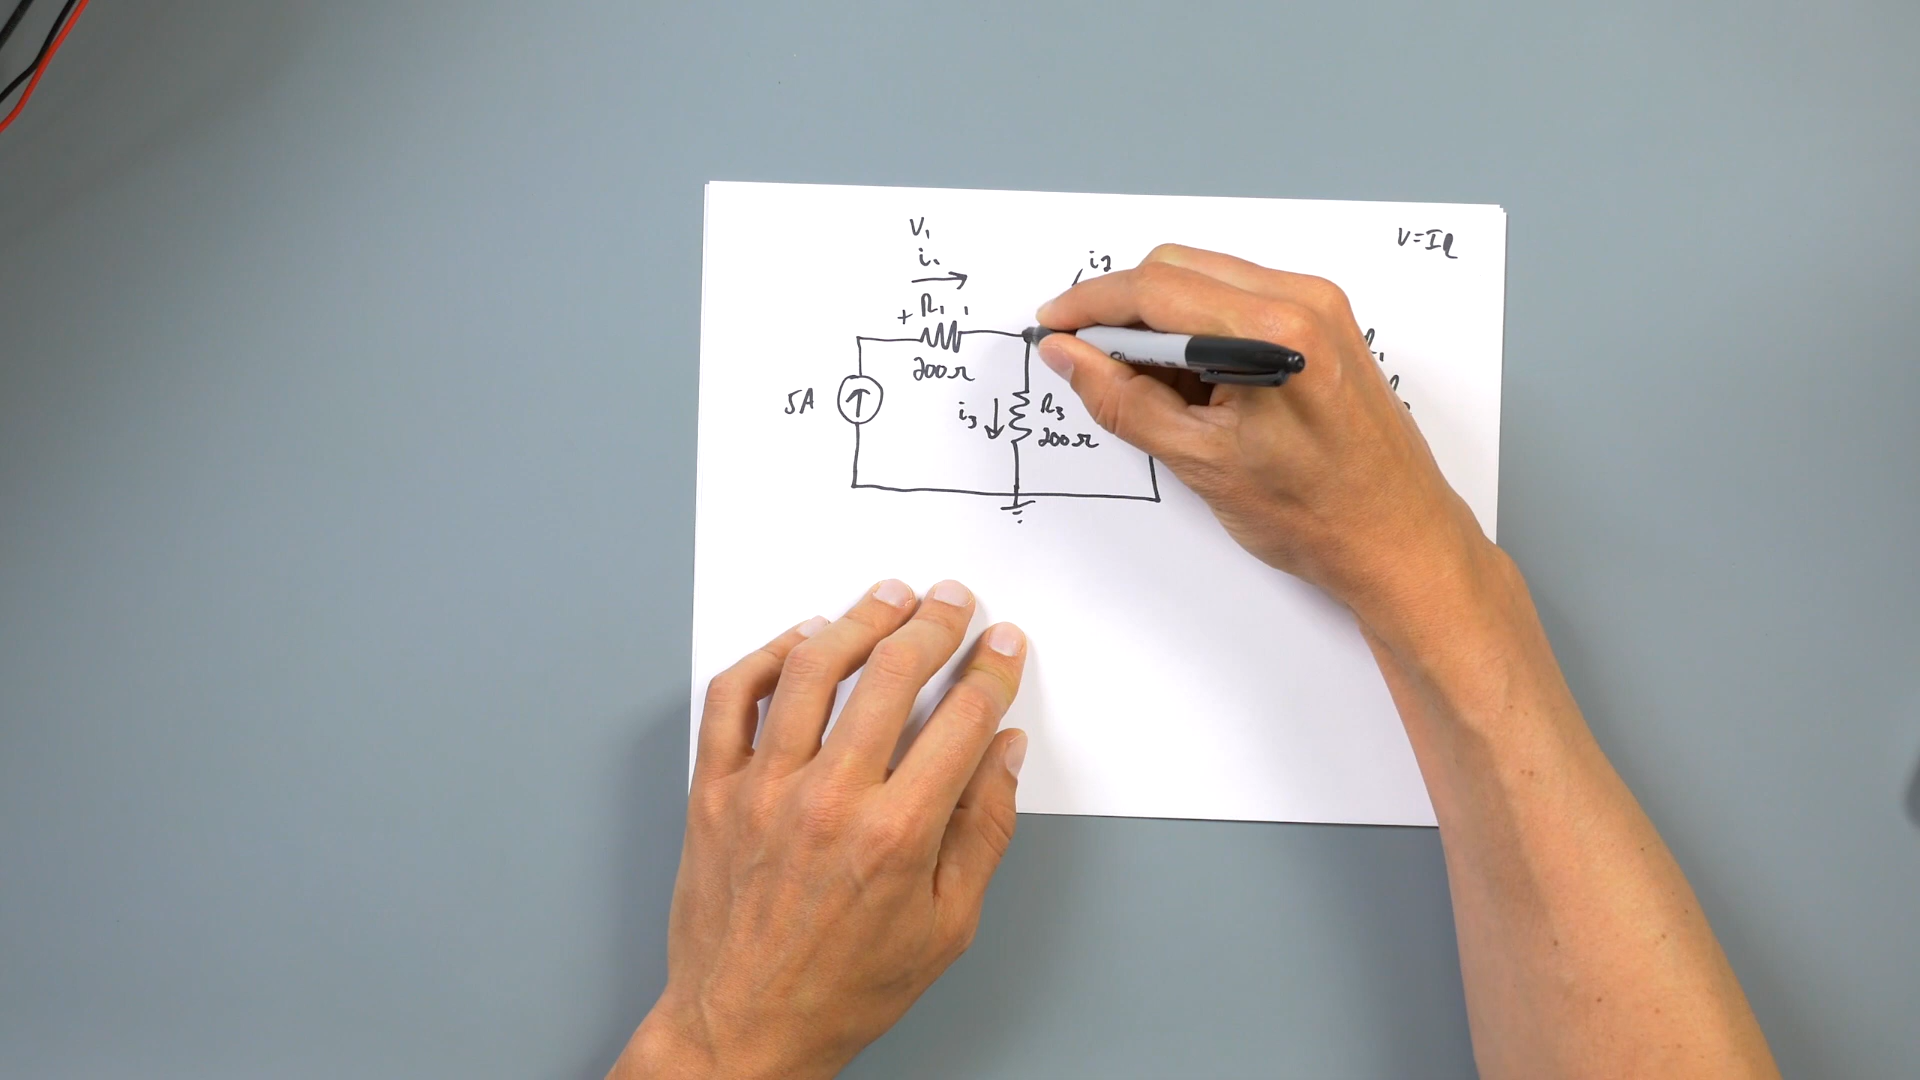 V₁
i₁
+ R₁
200Ω
5A
i₃
R₃
200Ω
i₂
V=IR